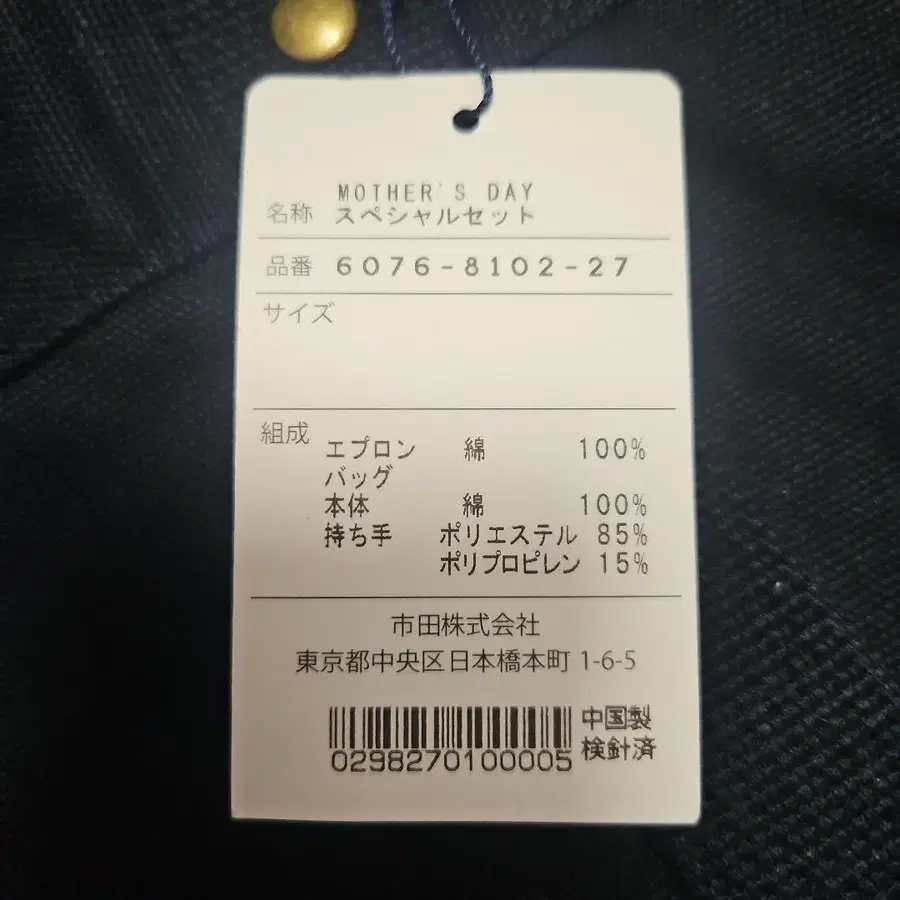 MOTHER'S DAY
名称 スペシャルセット
品番 6076-8102-27
サイズ
組成
エプロン 綿 100%
バッグ
本体 綿 100%
持ち手 ポリエステル 85%
ポリプロピレン 15%
市田株式会社
東京都中央区日本橋本町 1-6-5
中国製
検針済
0298270100005